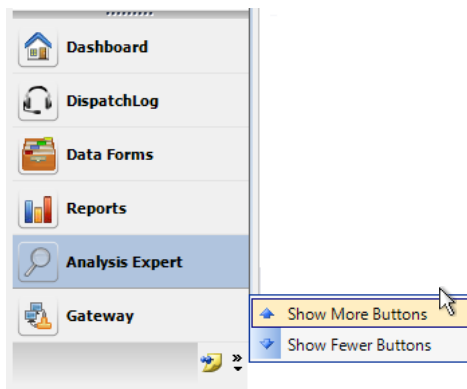 Dashboard
DispatchLog
Data Forms
Reports
Analysis Expert
Gateway
Show More Buttons
Show Fewer Buttons